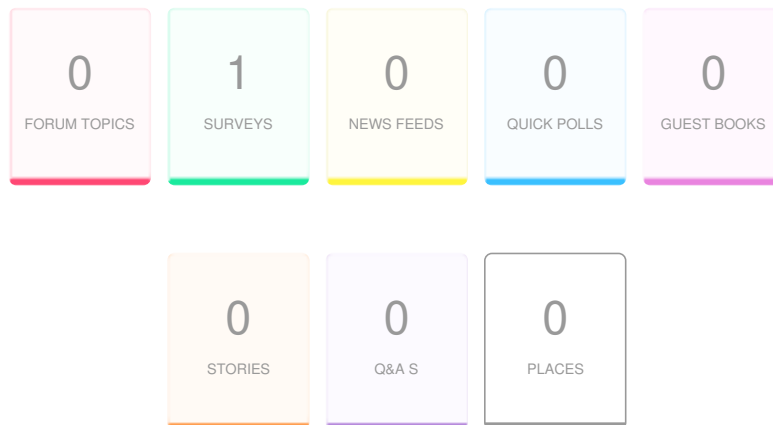 0 1 0 0 0
FORUM TOPICS SURVEYS NEWS FEEDS QUICK POLLS GUEST BOOKS
0 0 0
STORIES Q&A S PLACES